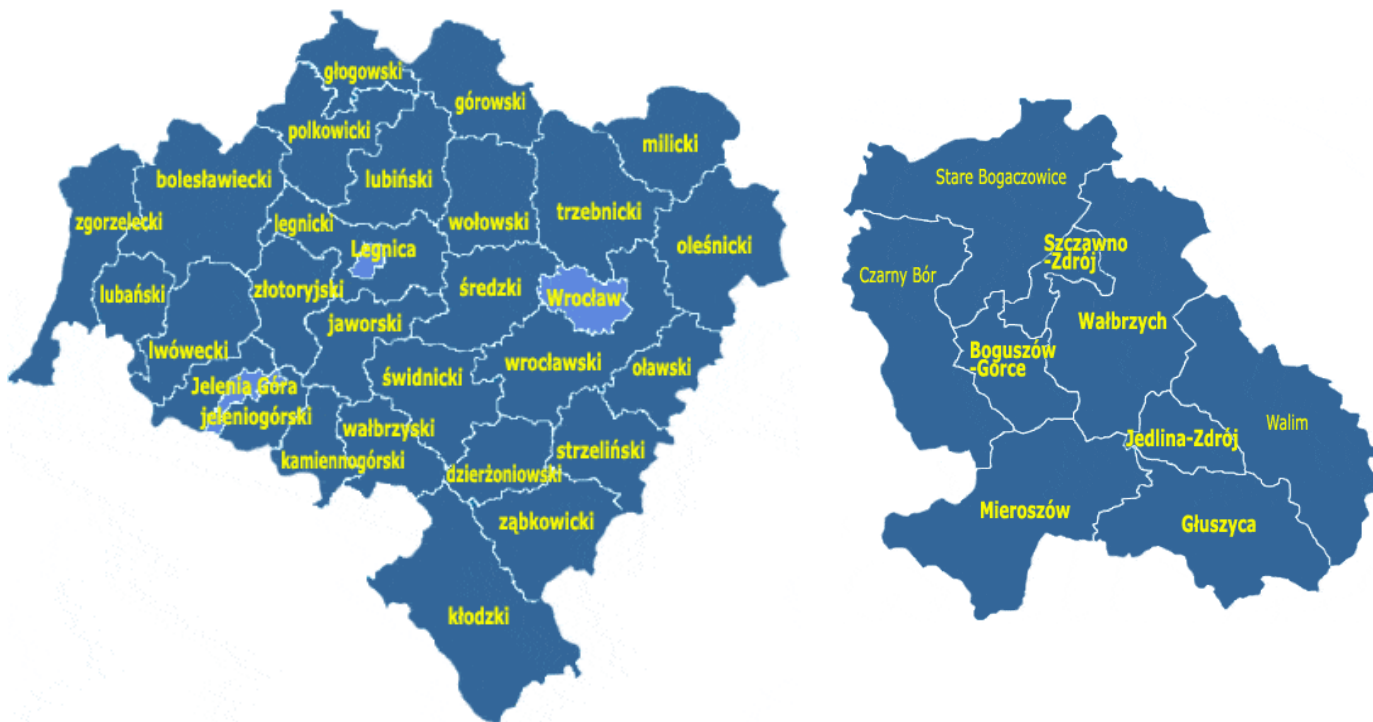 głogowski
górowski
polkowicki
milicki
bolesławiecki
lubiński
zgorzelecki
legnicki
wołowski
trzebnicki
oleśnicki
Legnica
lubański
złotoryjski
średzki
Wrocław
jaworski
lwówecki
wrocławski
oławski
Jelenia Góra
świdnicki
jeleniogórski
wałbrzyski
strzeliński
kamiennogórski
dzierżoniowski
ząbkowicki
kłodzki
Stare Bogaczowice
Szczawno
-Zdrój
Czarny Bór
Wałbrzych
Boguszów
-Gorce
Jedlina-Zdrój
Walim
Mieroszów
Głuszyca